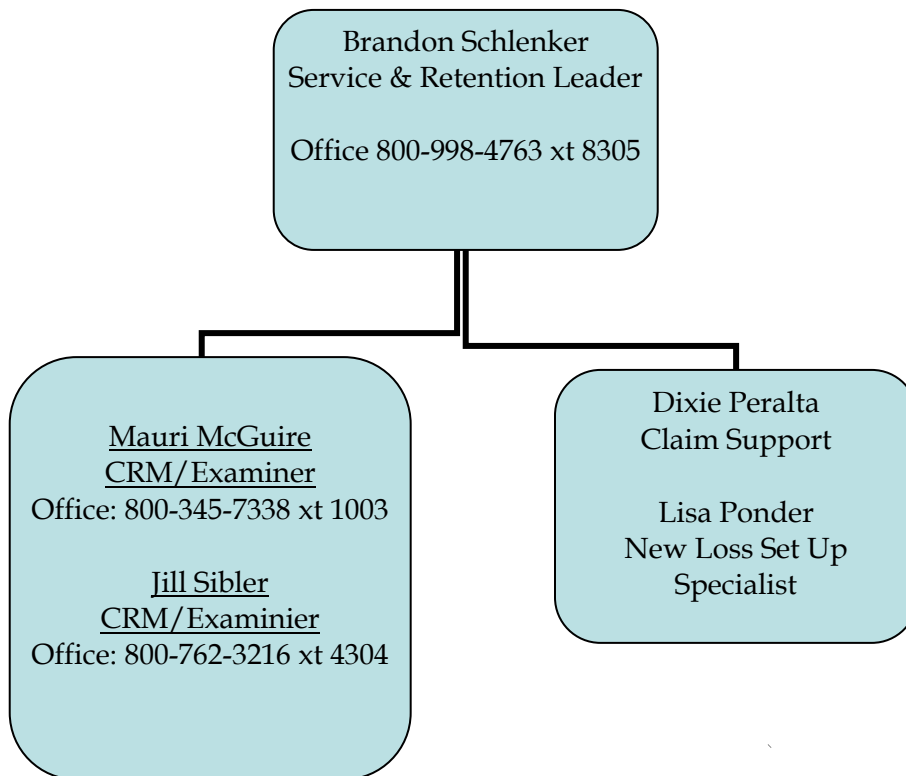 Brandon Schlenker
Service & Retention Leader
Office 800-998-4763 xt 8305
Mauri McGuire
CRM/Examiner
Office: 800-345-7338 xt 1003
Jill Sibler
CRM/Examinier
Office: 800-762-3216 xt 4304
Dixie Peralta
Claim Support
Lisa Ponder
New Loss Set Up
Specialist
`